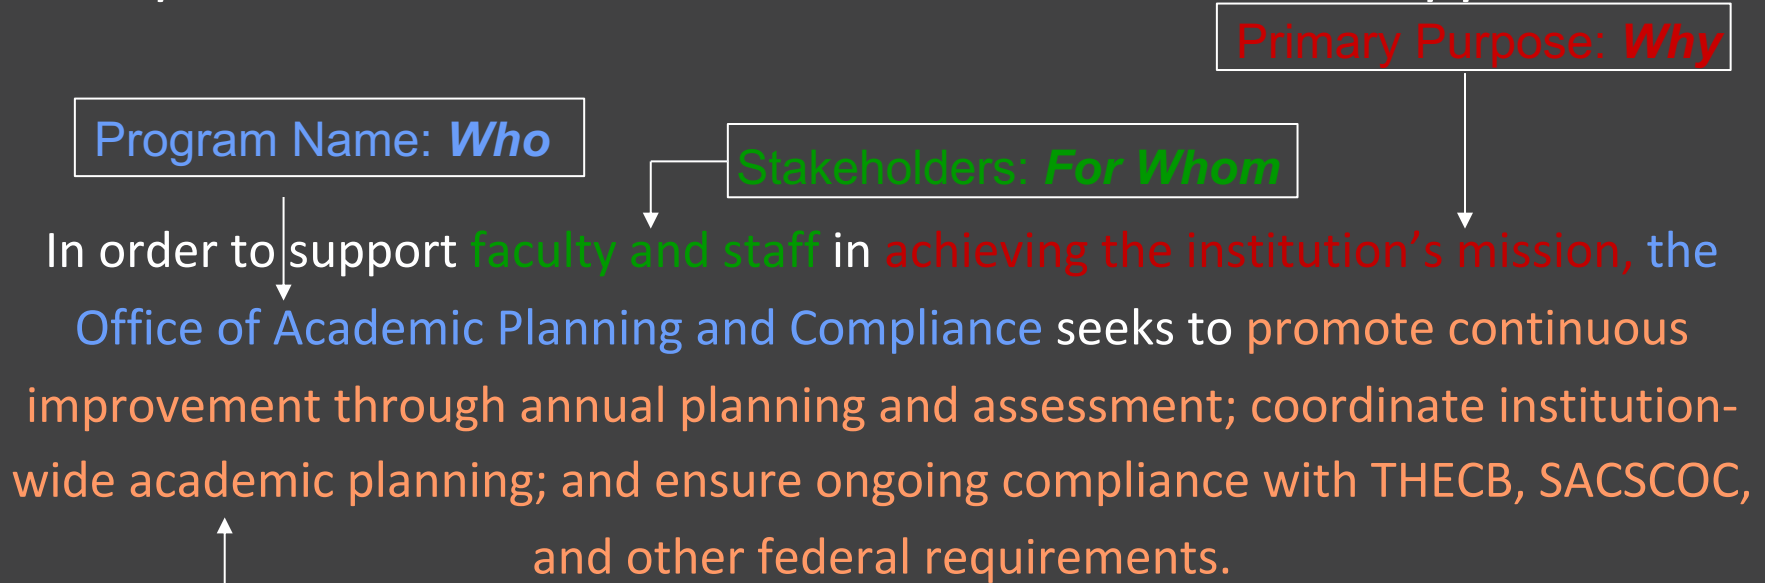 Primary Purpose: Why
Program Name: Who
Stakeholders: For Whom
In order to support faculty and staff in achieving the institution’s mission, the
Office of Academic Planning and Compliance seeks to promote continuous
improvement through annual planning and assessment; coordinate institution-
wide academic planning; and ensure ongoing compliance with THECB, SACSCOC,
and other federal requirements.